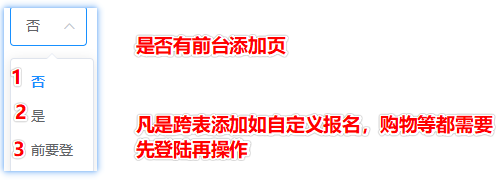 否
是否有前台添加页
1 否
2 是
3 前要登
凡是跨表添加如自定义报名，购物等都需要
先登陆再操作